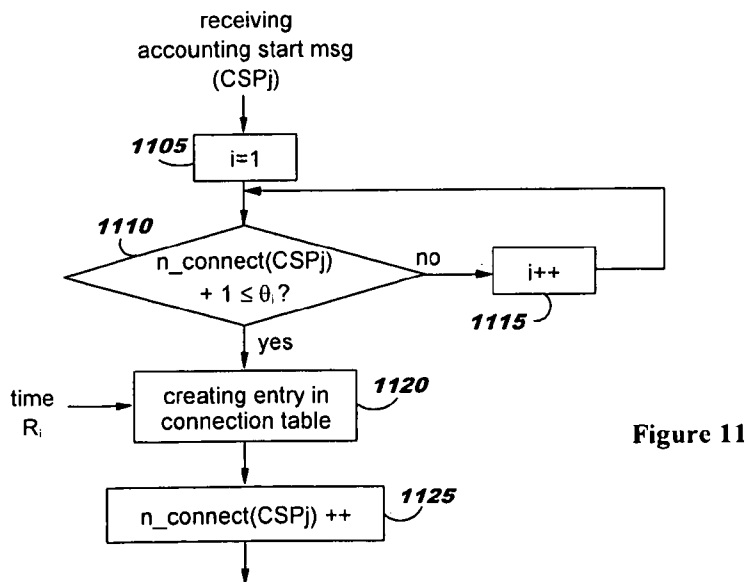 receiving
accounting start msg
(CSPj)
1105
i=1
1110
n_connect(CSPj)
+ 1 ≤ θi?
no
i++
1115
yes
time
Ri
creating entry in
connection table
1120
Figure 11
n_connect(CSPj) ++
1125